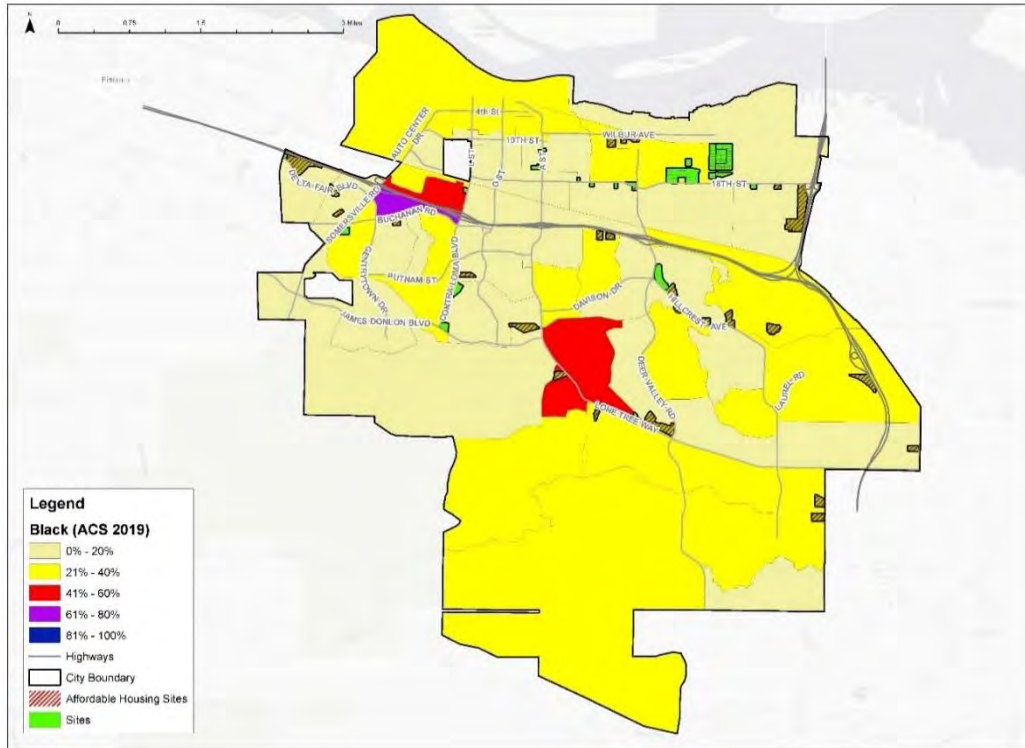 N
0 0.75 1.5 3 Miles
4th St
WILBUR AVE
AUTO CENTER DR
10TH ST
L ST
A ST
18TH ST
DELTA FAIR BLVD
SOMERSVILLE RD
BUCHANAN RD
GENTRYTOWN DR
PUTNAM ST
CONTRA LOMA BLVD
DAVISON DR
HILLCREST AVE
JAMES DONLON BLVD
DEER VALLEY RD
LAUREL RD
LONE TREE WAY
Legend
Black (ACS 2019)
0% - 20%
21% - 40%
41% - 60%
61% - 80%
81% - 100%
Highways
City Boundary
Affordable Housing Sites
Sites